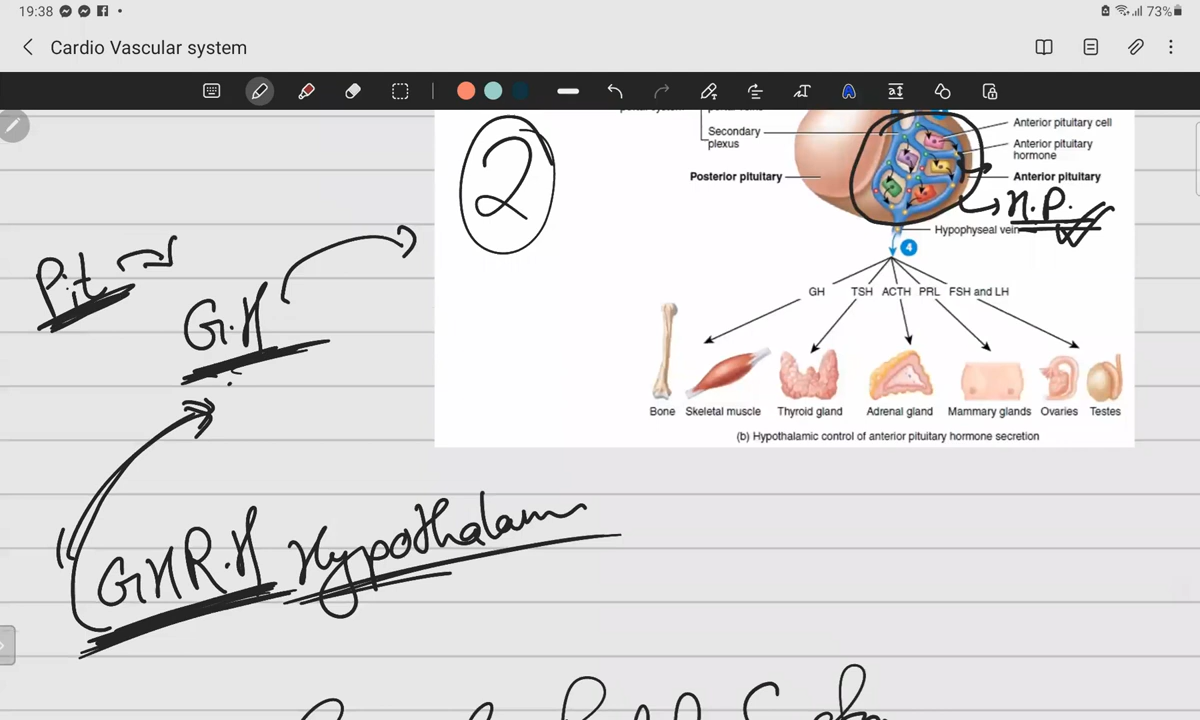 19:38
73%
Cardio Vascular system
Secondary
plexus
Anterior pituitary cell
Anterior pituitary
hormone
Posterior pituitary
Anterior pituitary
2
H.P.
Hypophyseal vein
4
Pit
G.H
GH TSH ACTH PRL FSH and LH
Bone Skeletal muscle Thyroid gland Adrenal gland Mammary glands Ovaries Testes
(b) Hypothalamic control of anterior pituitary hormone secretion
GHR.H Hypothalam